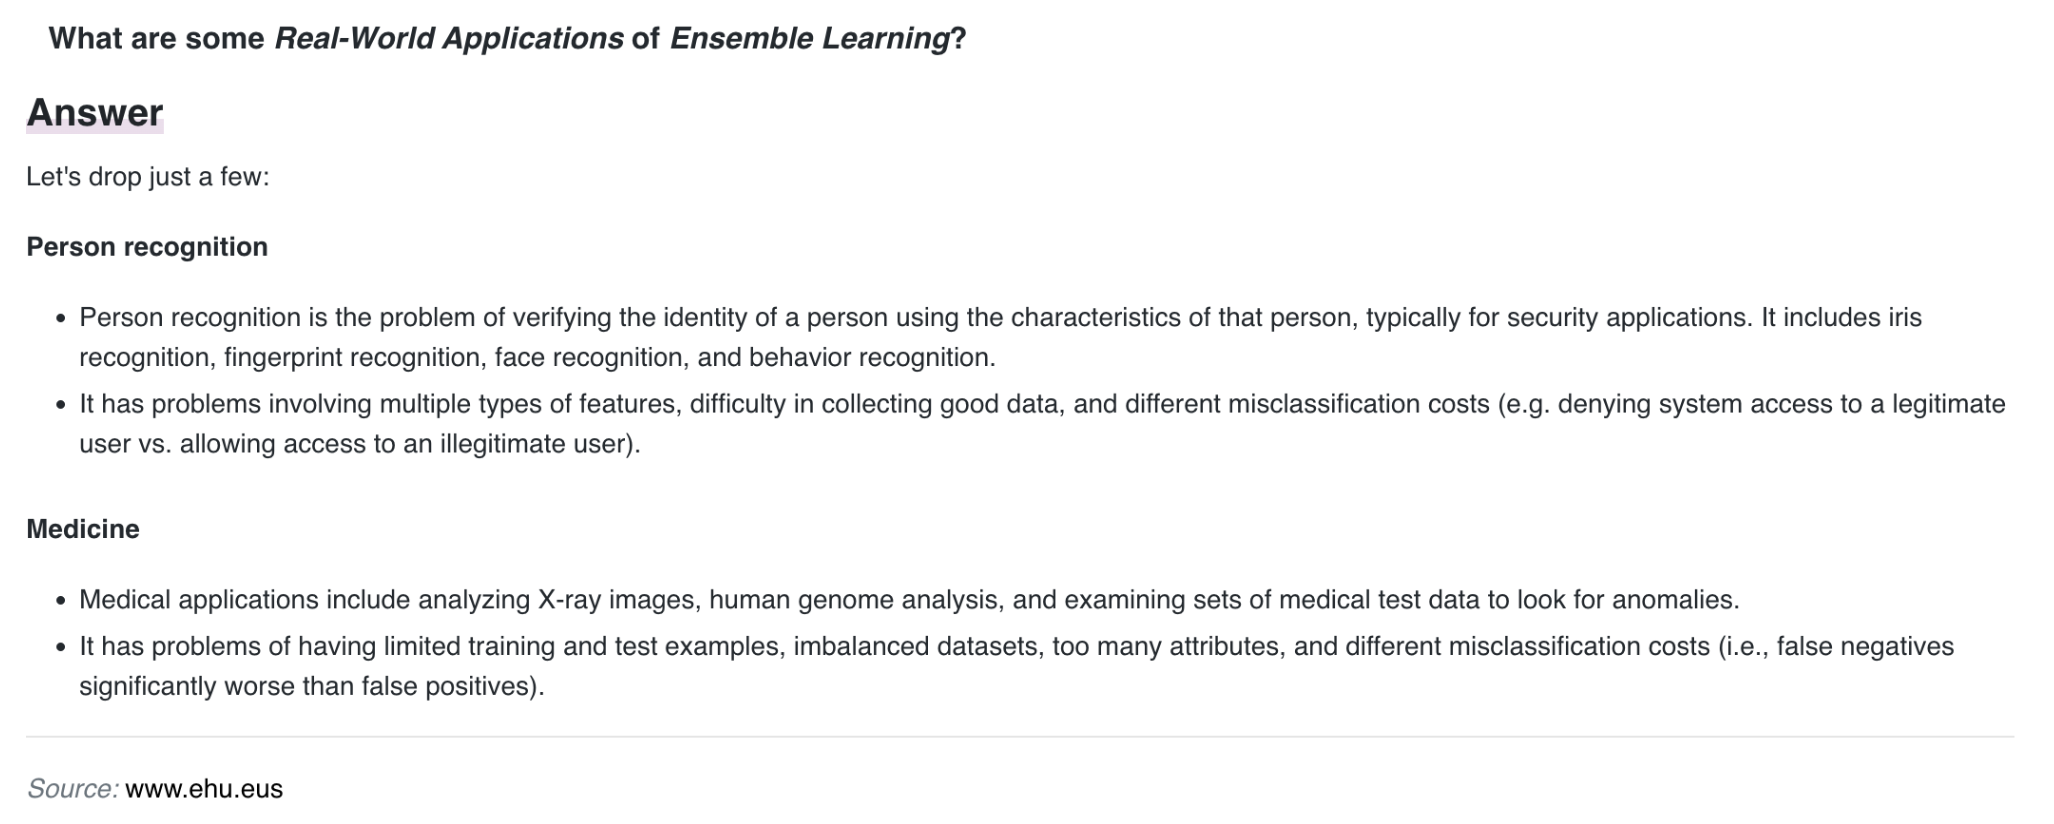 What are some Real-World Applications of Ensemble Learning?
Answer
Let's drop just a few:
Person recognition
• Person recognition is the problem of verifying the identity of a person using the characteristics of that person, typically for security applications. It includes iris
recognition, fingerprint recognition, face recognition, and behavior recognition.
• It has problems involving multiple types of features, difficulty in collecting good data, and different misclassification costs (e.g. denying system access to a legitimate
user vs. allowing access to an illegitimate user).
Medicine
• Medical applications include analyzing X-ray images, human genome analysis, and examining sets of medical test data to look for anomalies.
• It has problems of having limited training and test examples, imbalanced datasets, too many attributes, and different misclassification costs (i.e., false negatives
significantly worse than false positives).
Source: www.ehu.eus